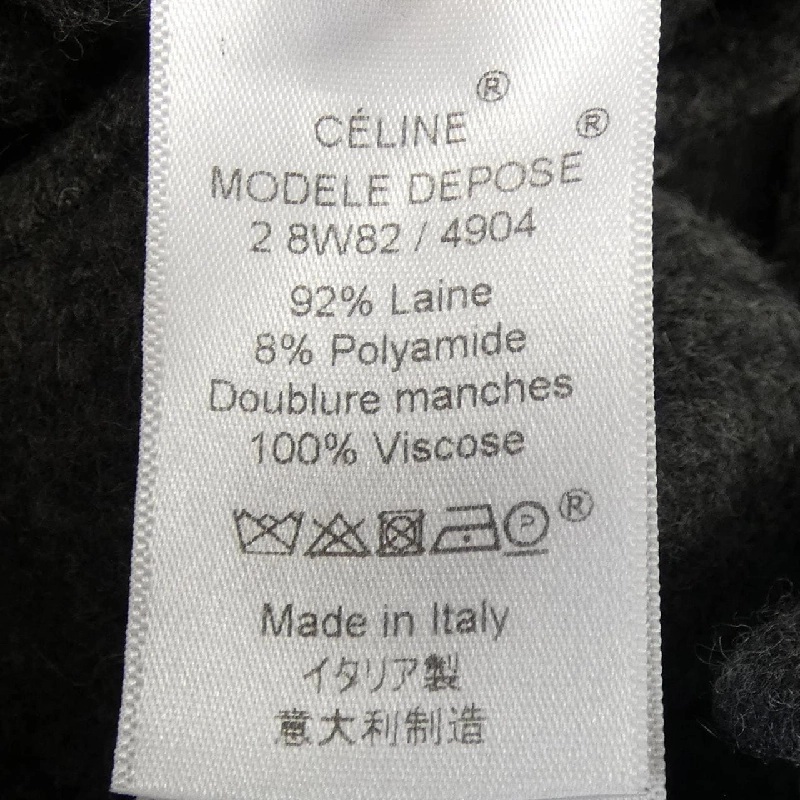 CÉLINE®
MODELE DEPOSE®
2 8W82 / 4904
92% Laine
8% Polyamide
Doublure manches
100% Viscose
P ®
Made in Italy
イタリア製
意大利制造